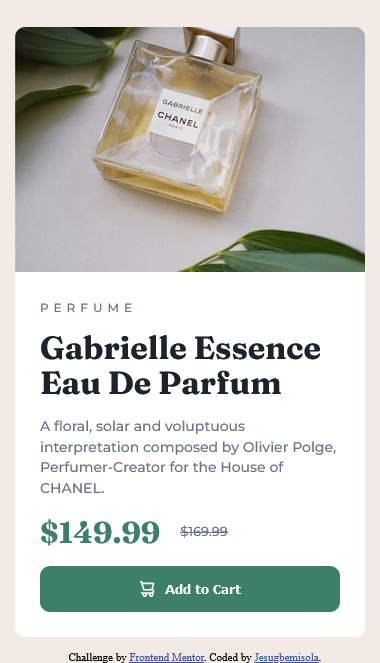 GABRIELLE
CHANEL
PARIS
PERFUME
Gabrielle Essence
Eau De Parfum
A floral, solar and voluptuous
interpretation composed by Olivier Polge,
Perfumer-Creator for the House of
CHANEL.
$149.99 $169.99
Add to Cart
Challenge by Frontend Mentor. Coded by Jesugbemisola.